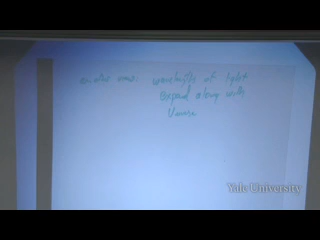 wavelengths of light
Expand along with
Universe
Yale University